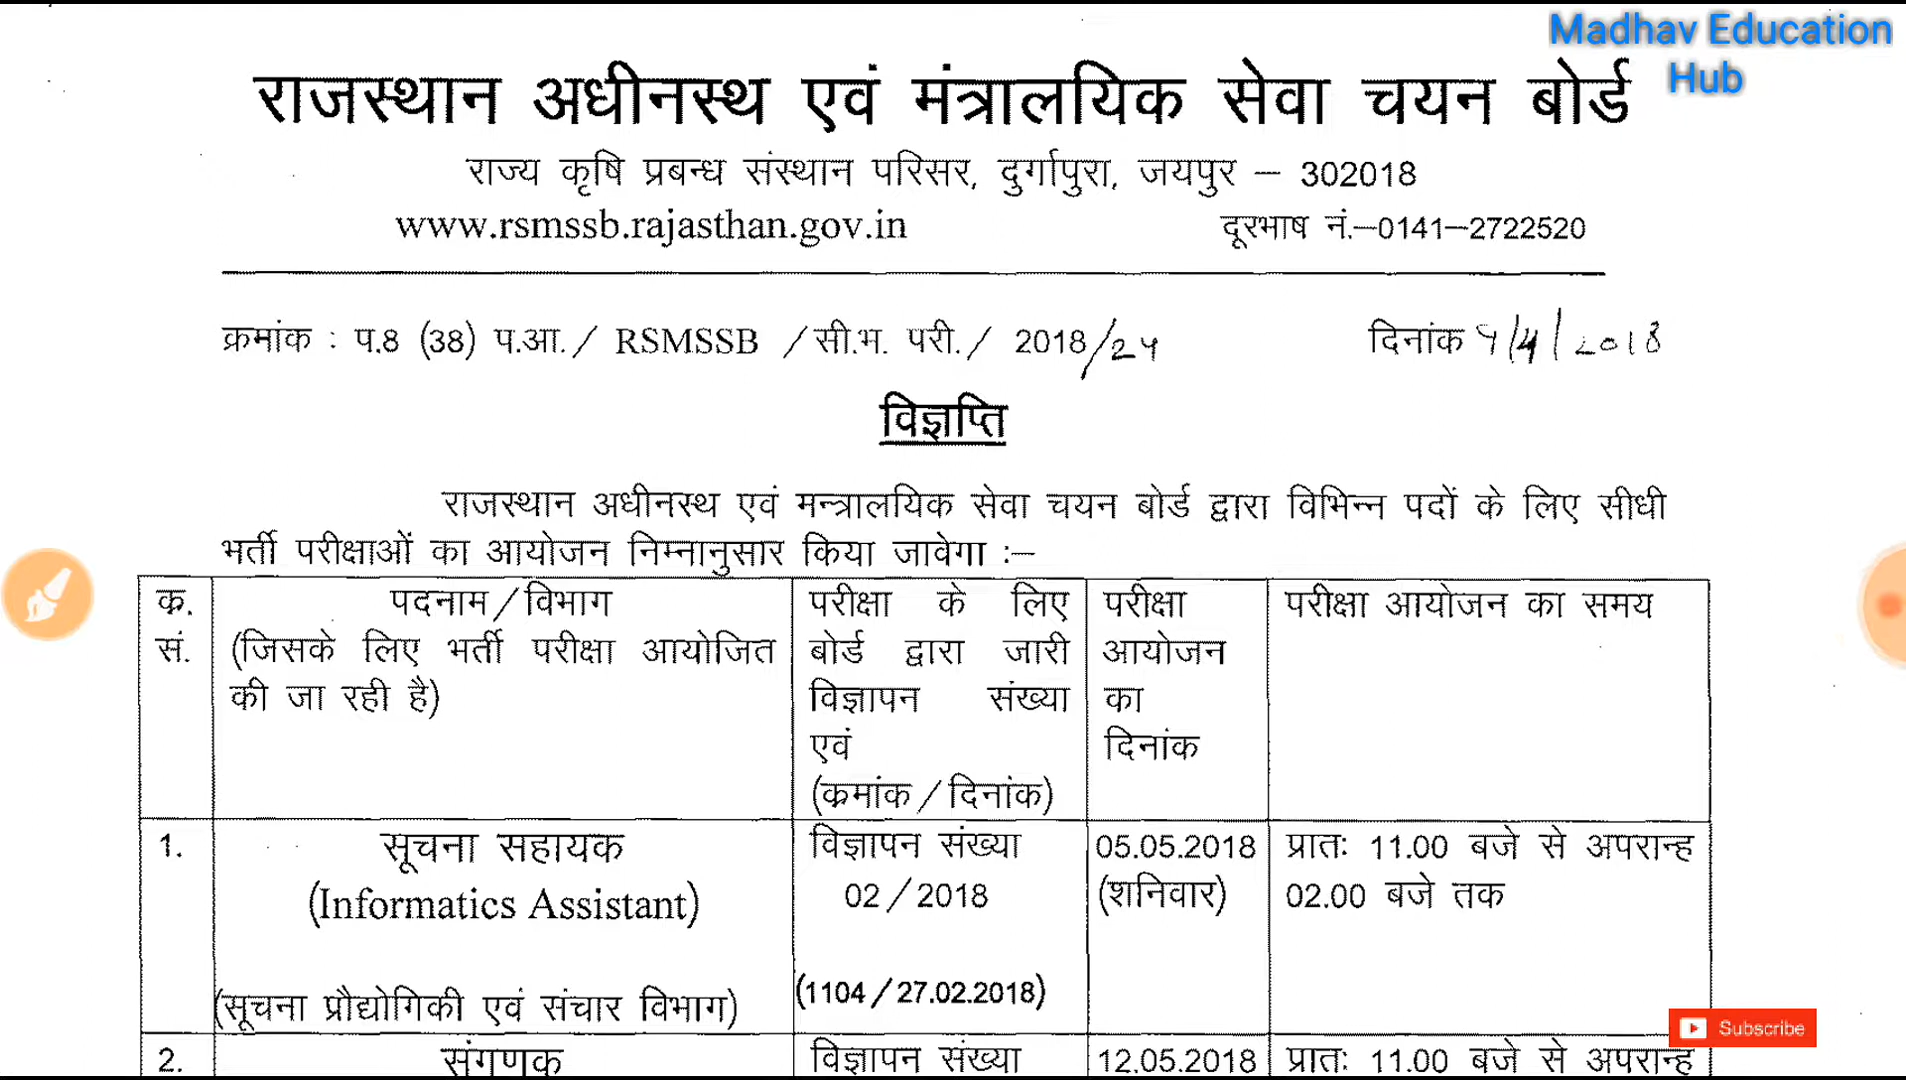 Madhav Education
Hub
राजस्थान अधीनस्थ एवं मंत्रालयिक सेवा चयन बोर्ड
राज्य कृषि प्रबन्ध संस्थान परिसर, दुर्गापुरा, जयपुर – 302018
www.rsmssb.rajasthan.gov.in दूरभाष नं.–0141–2722520
क्रमांक : प.8 (38) प.आ./ RSMSSB /सी.भ. परी./ 2018/24 दिनांक 9/4/2018
विज्ञप्ति
राजस्थान अधीनस्थ एवं मन्त्रालयिक सेवा चयन बोर्ड द्वारा विभिन्न पदों के लिए सीधी
भर्ती परीक्षाओं का आयोजन निम्नानुसार किया जावेगा :–
क्र. पदनाम/विभाग परीक्षा के लिए परीक्षा परीक्षा आयोजन का समय
सं. (जिसके लिए भर्ती परीक्षा आयोजित बोर्ड द्वारा जारी आयोजन
की जा रही है) विज्ञापन संख्या का
एवं दिनांक
(क्रमांक/दिनांक)
1. सूचना सहायक विज्ञापन संख्या 05.05.2018 प्रातः 11.00 बजे से अपरान्ह
(Informatics Assistant) 02/2018 (शनिवार) 02.00 बजे तक
(1104/27.02.2018)
(सूचना प्रौद्योगिकी एवं संचार विभाग)
Subscribe
2. संगणक विज्ञापन संख्या 12.05.2018 प्रातः 11.00 बजे से अपरान्ह